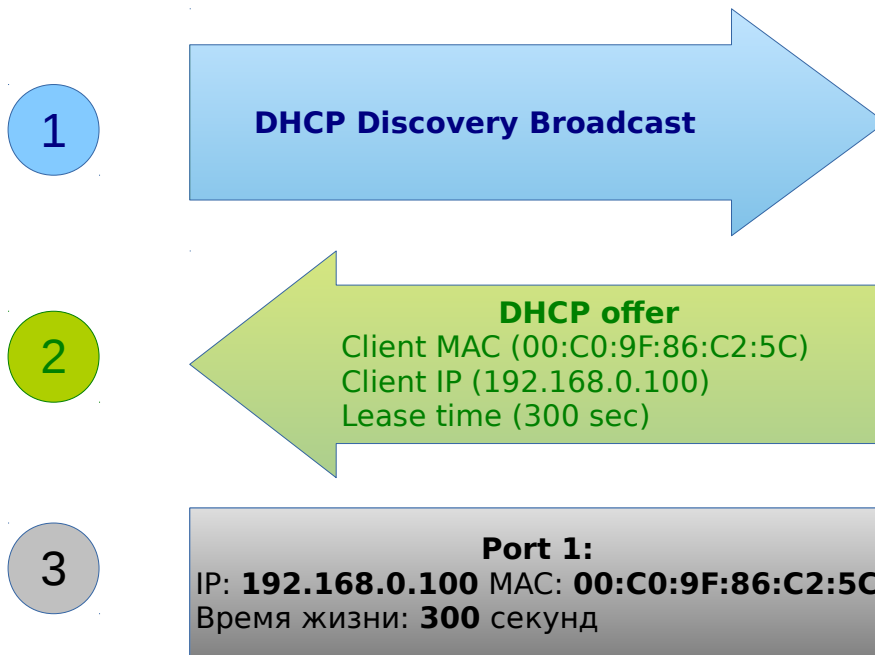 1
DHCP Discovery Broadcast
2
DHCP offer
Client MAC (00:C0:9F:86:C2:5C)
Client IP (192.168.0.100)
Lease time (300 sec)
3
Port 1:
IP: 192.168.0.100 MAC: 00:C0:9F:86:C2:5C
Время жизни: 300 секунд